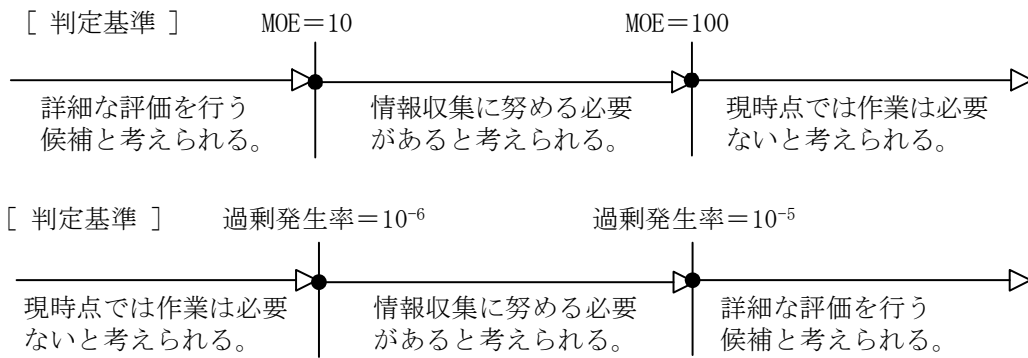 [ 判定基準 ] MOE＝10 MOE＝100
詳細な評価を行う 情報収集に努める必要 現時点では作業は必要
候補と考えられる。 があると考えられる。 ないと考えられる。
[ 判定基準 ] 過剰発生率＝10⁻⁶ 過剰発生率＝10⁻⁵
現時点では作業は必要 情報収集に努める必要 詳細な評価を行う
ないと考えられる。 があると考えられる。 候補と考えられる。